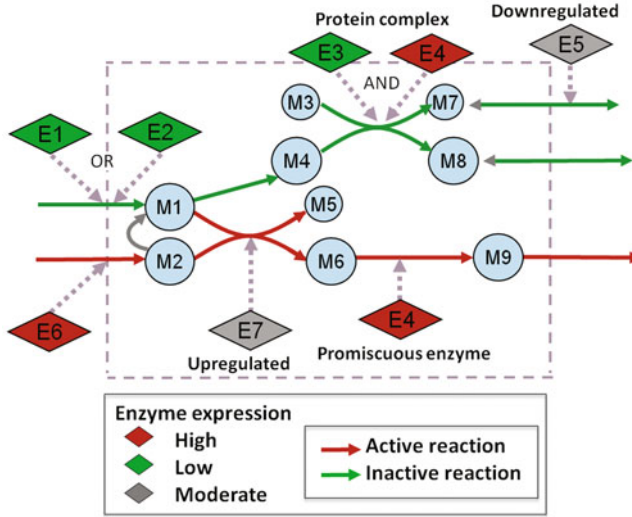 Protein complex
Downregulated
E3
E4
E5
AND
E1
E2
OR
M3
M7
M4
M8
M1
M5
M2
M6
M9
E6
E7
E4
Upregulated
Promiscuous enzyme
Enzyme expression
High
Low
Moderate
Active reaction
Inactive reaction